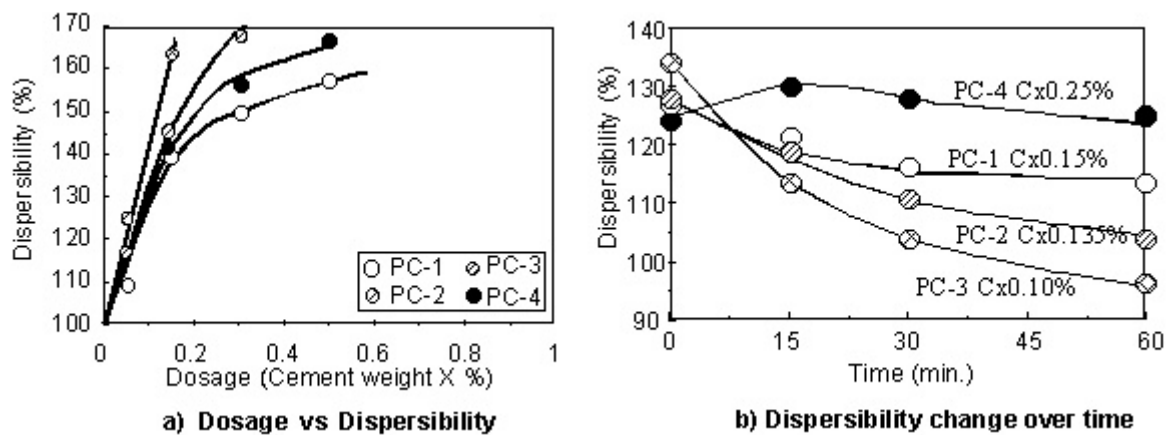 170
160
150
140
130
120
110
100
Dispersibility (%)
PC-1
PC-3
PC-2
PC-4
0 0.2 0.4 0.6 0.8 1
Dosage (Cement weight X %)
a) Dosage vs Dispersibility
140
130
120
110
100
90
Dispersibility (%)
PC-4 Cx0.25%
PC-1 Cx0.15%
PC-2 Cx0.135%
PC-3 Cx0.10%
0 15 30 45 60
Time (min.)
b) Dispersibility change over time